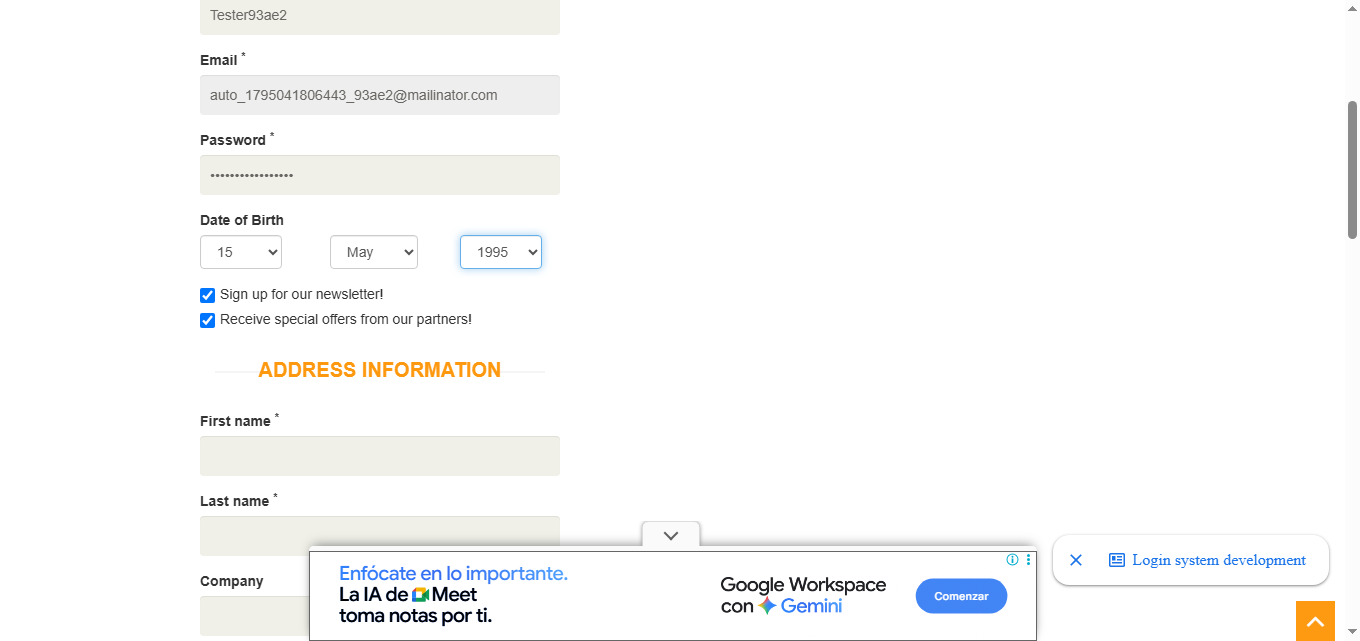 Tester93ae2
Email *
auto_1795041806443_93ae2@mailinator.com
Password *
•••••••••••••••••
Date of Birth
15 May 1995
Sign up for our newsletter!
Receive special offers from our partners!
ADDRESS INFORMATION
First name *
Last name *
Company
Enfócate en lo importante.
La IA de Meet
toma notas por ti.
Google Workspace
con Gemini
Comenzar
Login system development